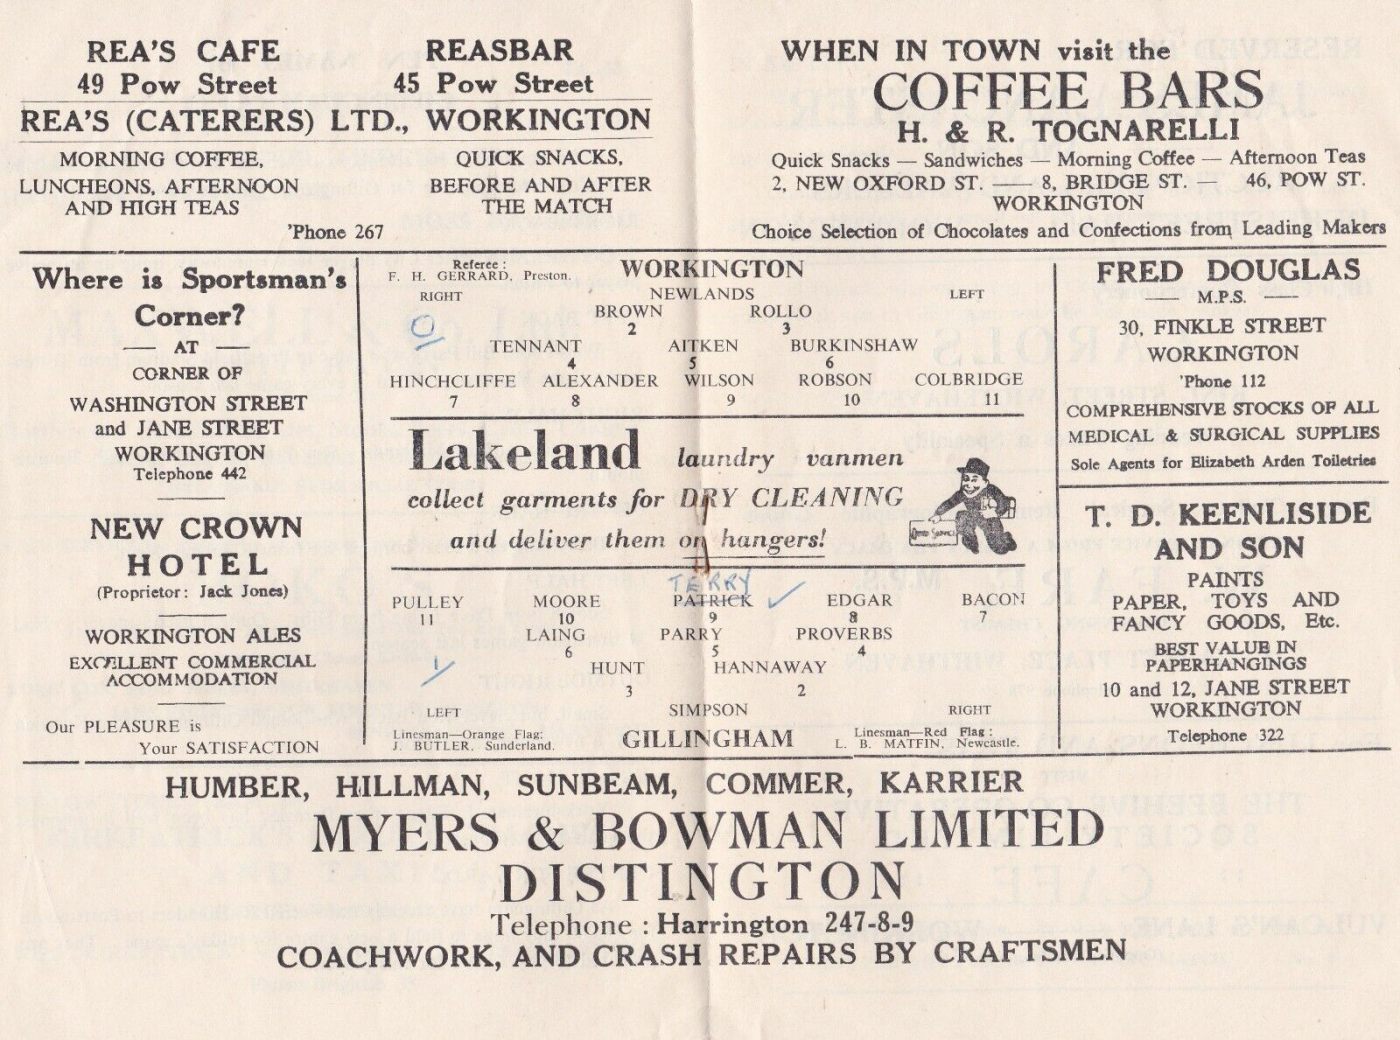 REA'S CAFE
49 Pow Street
REASBAR
45 Pow Street
REA'S (CATERERS) LTD., WORKINGTON
MORNING COFFEE,
LUNCHEONS, AFTERNOON
AND HIGH TEAS
QUICK SNACKS,
BEFORE AND AFTER
THE MATCH
'Phone 267
WHEN IN TOWN visit the
COFFEE BARS
H. & R. TOGNARELLI
Quick Snacks — Sandwiches — Morning Coffee — Afternoon Teas
2, NEW OXFORD ST. — 8, BRIDGE ST. — 46, POW ST.
WORKINGTON
Choice Selection of Chocolates and Confections from Leading Makers
Where is Sportsman's
Corner?
— AT —
CORNER OF
WASHINGTON STREET
and JANE STREET
WORKINGTON
Telephone 442
NEW CROWN
HOTEL
(Proprietor: Jack Jones)
WORKINGTON ALES
EXCELLENT COMMERCIAL
ACCOMMODATION
Our PLEASURE is
Your SATISFACTION
Referee:
F. H. GERRARD, Preston.
WORKINGTON
RIGHT NEWLANDS LEFT
0
BROWN ROLLO
2 3
TENNANT AITKEN BURKINSHAW
4 5 6
HINCHCLIFFE ALEXANDER WILSON ROBSON COLBRIDGE
7 8 9 10 11
Lakeland laundry vanmen
collect garments for DRY CLEANING
and deliver them on hangers!
TERRY
PULLEY MOORE PATRICK EDGAR BACON
11 10 9 8 7
LAING PARRY PROVERBS
6 5 4
1
HUNT HANNAWAY
3 2
LEFT SIMPSON RIGHT
Linesman—Orange Flag:
J. BUTLER, Sunderland.
GILLINGHAM
Linesman—Red Flag:
L. B. MATFIN, Newcastle.
FRED DOUGLAS
— M.P.S. —
30, FINKLE STREET
WORKINGTON
'Phone 112
COMPREHENSIVE STOCKS OF ALL
MEDICAL & SURGICAL SUPPLIES
Sole Agents for Elizabeth Arden Toiletries
T. D. KEENLISIDE
AND SON
PAINTS
PAPER, TOYS AND
FANCY GOODS, Etc.
BEST VALUE IN
PAPERHANGINGS
10 and 12, JANE STREET
WORKINGTON
Telephone 322
HUMBER, HILLMAN, SUNBEAM, COMMER, KARRIER
MYERS & BOWMAN LIMITED
DISTINGTON
Telephone : Harrington 247-8-9
COACHWORK, AND CRASH REPAIRS BY CRAFTSMEN